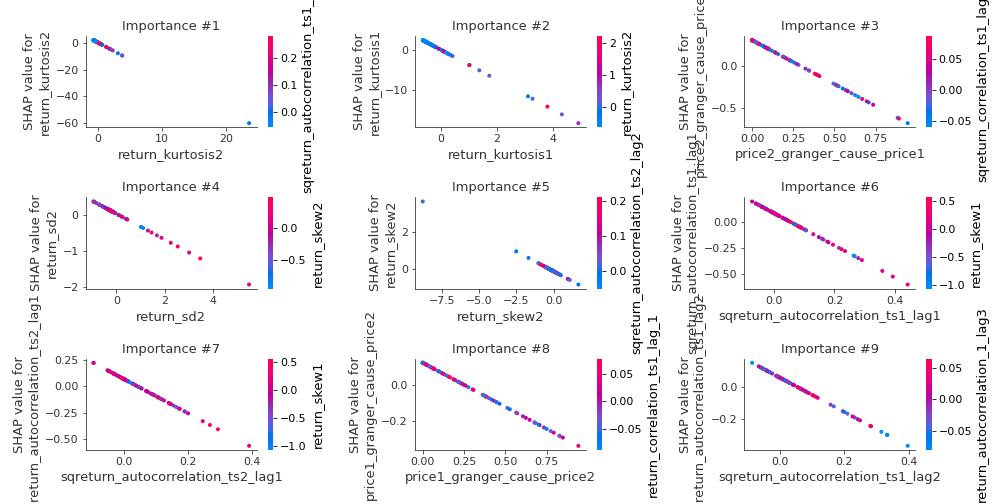 Importance #1
SHAP value for
return_kurtosis2
0
−20
−40
−60
0
10
20
return_kurtosis2
0.2
0.1
0.0
sqreturn_autocorrelation_ts1_
Importance #2
SHAP value for
return_kurtosis1
0
−10
0
2
4
return_kurtosis1
2
1
0
return_kurtosis2
Importance #3
SHAP value for
price2_granger_cause_price1
0.0
−0.5
0.00
0.25
0.50
0.75
price2_granger_cause_price1
0.05
0.00
−0.05
sqreturn_correlation_ts1_lag
Importance #4
SHAP value for
return_sd2
0
−1
−2
0
2
4
return_sd2
0.0
−0.5
return_skew2
Importance #5
SHAP value for
return_skew2
2
0
−7.5
−5.0
−2.5
0.0
return_skew2
0.2
0.1
0.0
sqreturn_autocorrelation_ts2_lag2
Importance #6
SHAP value for
sqreturn_autocorrelation_ts1_lag1
0.00
−0.25
−0.50
0.0
0.2
0.4
sqreturn_autocorrelation_ts1_lag1
0.5
0.0
−0.5
−1.0
return_skew1
Importance #7
SHAP value for
return_autocorrelation_ts2_lag1
0.25
0.00
−0.25
−0.50
0.0
0.2
0.4
sqreturn_autocorrelation_ts2_lag1
0.5
0.0
−0.5
−1.0
return_skew1
Importance #8
SHAP value for
price1_granger_cause_price2
0.0
−0.2
0.00
0.25
0.50
0.75
price1_granger_cause_price2
0.05
0.00
−0.05
return_correlation_ts1_lag_1
Importance #9
SHAP value for
return_autocorrelation_ts1_lag2
0.0
−0.2
0.0
0.2
0.4
sqreturn_autocorrelation_ts1_lag2
0.05
0.00
−0.05
return_autocorrelation_1_lag3